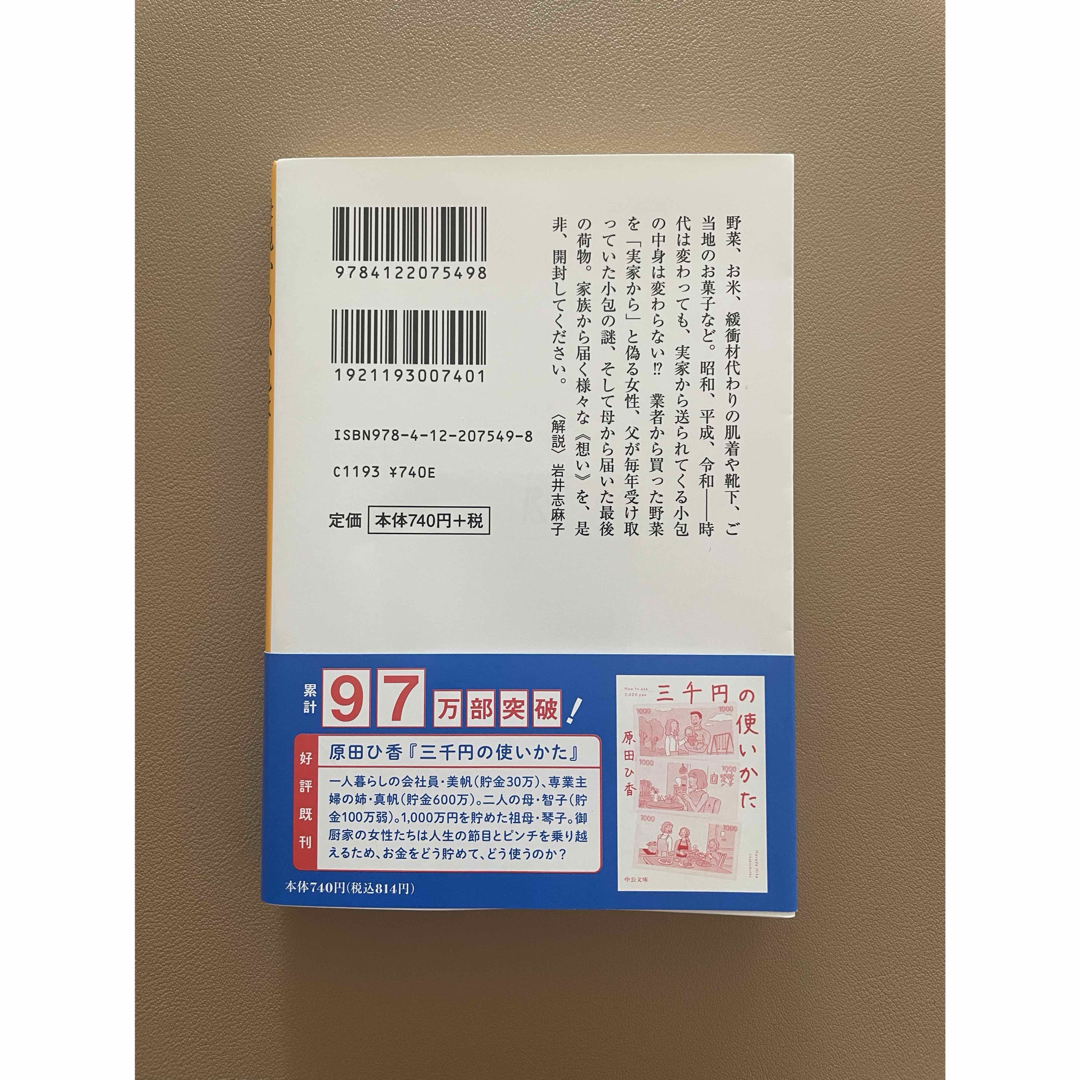 野菜、お米、緩衝材代わりの肌着や靴下、ご
当地のお菓子など。昭和、平成、令和――時
代は変わっても、実家から送られてくる小包
の中身は変わらない!? 業者から買った野菜
を「実家から」と偽る女性、父が毎年受け取
っていた小包の謎、そして母から届いた最後
の荷物。家族から届く様々な《想い》を、是
非、開封してください。 〈解説〉岩井志麻子
9784122075498
1921193007401
ISBN978-4-12-207549-8
C1193 ¥740E
定価 本体740円+税
累計97万部突破!
好評既刊
原田ひ香『三千円の使いかた』
一人暮らしの会社員・美帆(貯金30万)、専業主
婦の姉・真帆(貯金600万)。二人の母・智子(貯
金100万弱)。1,000万円を貯めた祖母・琴子。御
厨家の女性たちは人生の節目とピンチを乗り越
えるため、お金をどう貯めて、どう使うのか?
本体740円(税込814円)
三千円の使いかた
原田ひ香
1000
1000
1000
1000
1000
中公文庫